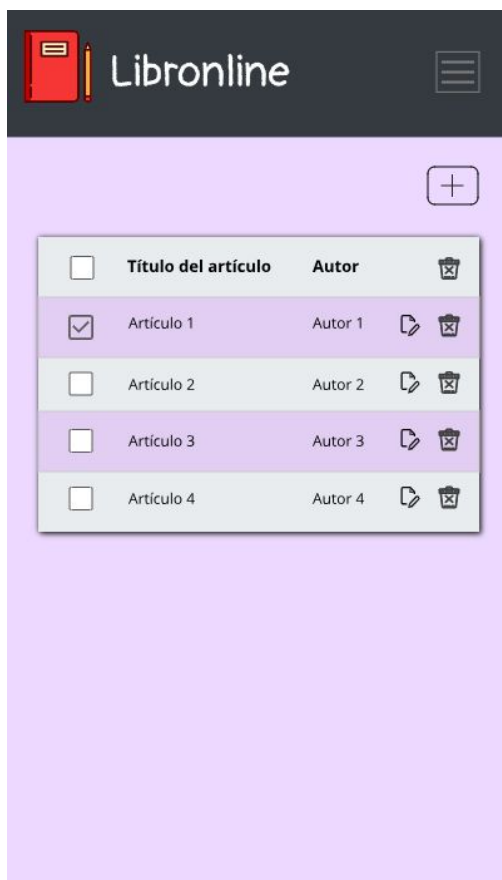 Libronline
Título del artículo Autor
Artículo 1 Autor 1
Artículo 2 Autor 2
Artículo 3 Autor 3
Artículo 4 Autor 4